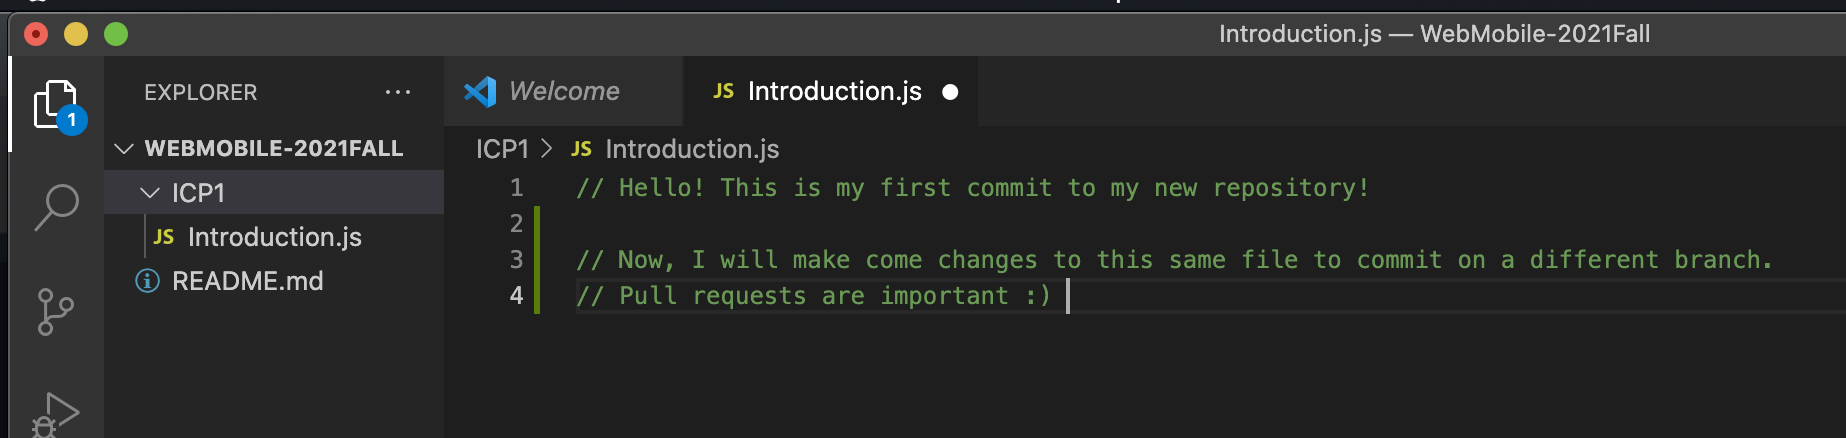 Introduction.js — WebMobile-2021Fall
EXPLORER ···
1
WEBMOBILE-2021FALL
ICP1
JS Introduction.js
README.md
Welcome
JS Introduction.js
ICP1 > JS Introduction.js
1 // Hello! This is my first commit to my new repository!
2
3 // Now, I will make come changes to this same file to commit on a different branch.
4 // Pull requests are important :)